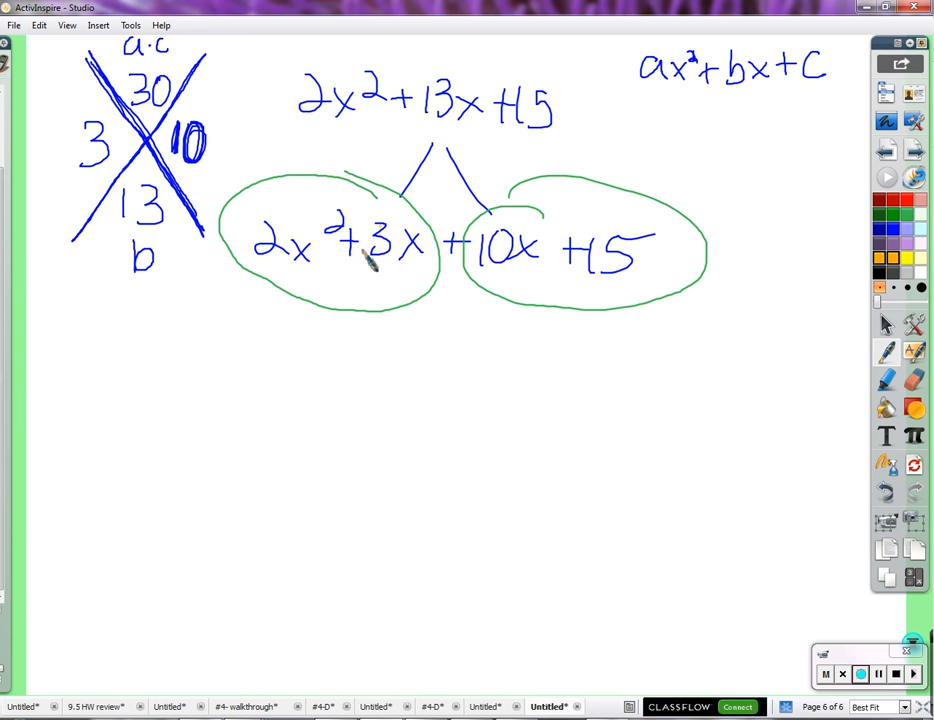 ActivInspire - Studio
File Edit View Insert Tools Help
a.c
30
3 10
13
b
2x² + 13x + 15
ax² + bx + c
2x² + 3x + 10x + 15
M
Untitled* 9.5 HW review* Untitled* #4- walkthrough* #4-D* Untitled* #4-D* Untitled* Untitled* CLASSFLOW Connect Page 6 of 6 Best Fit